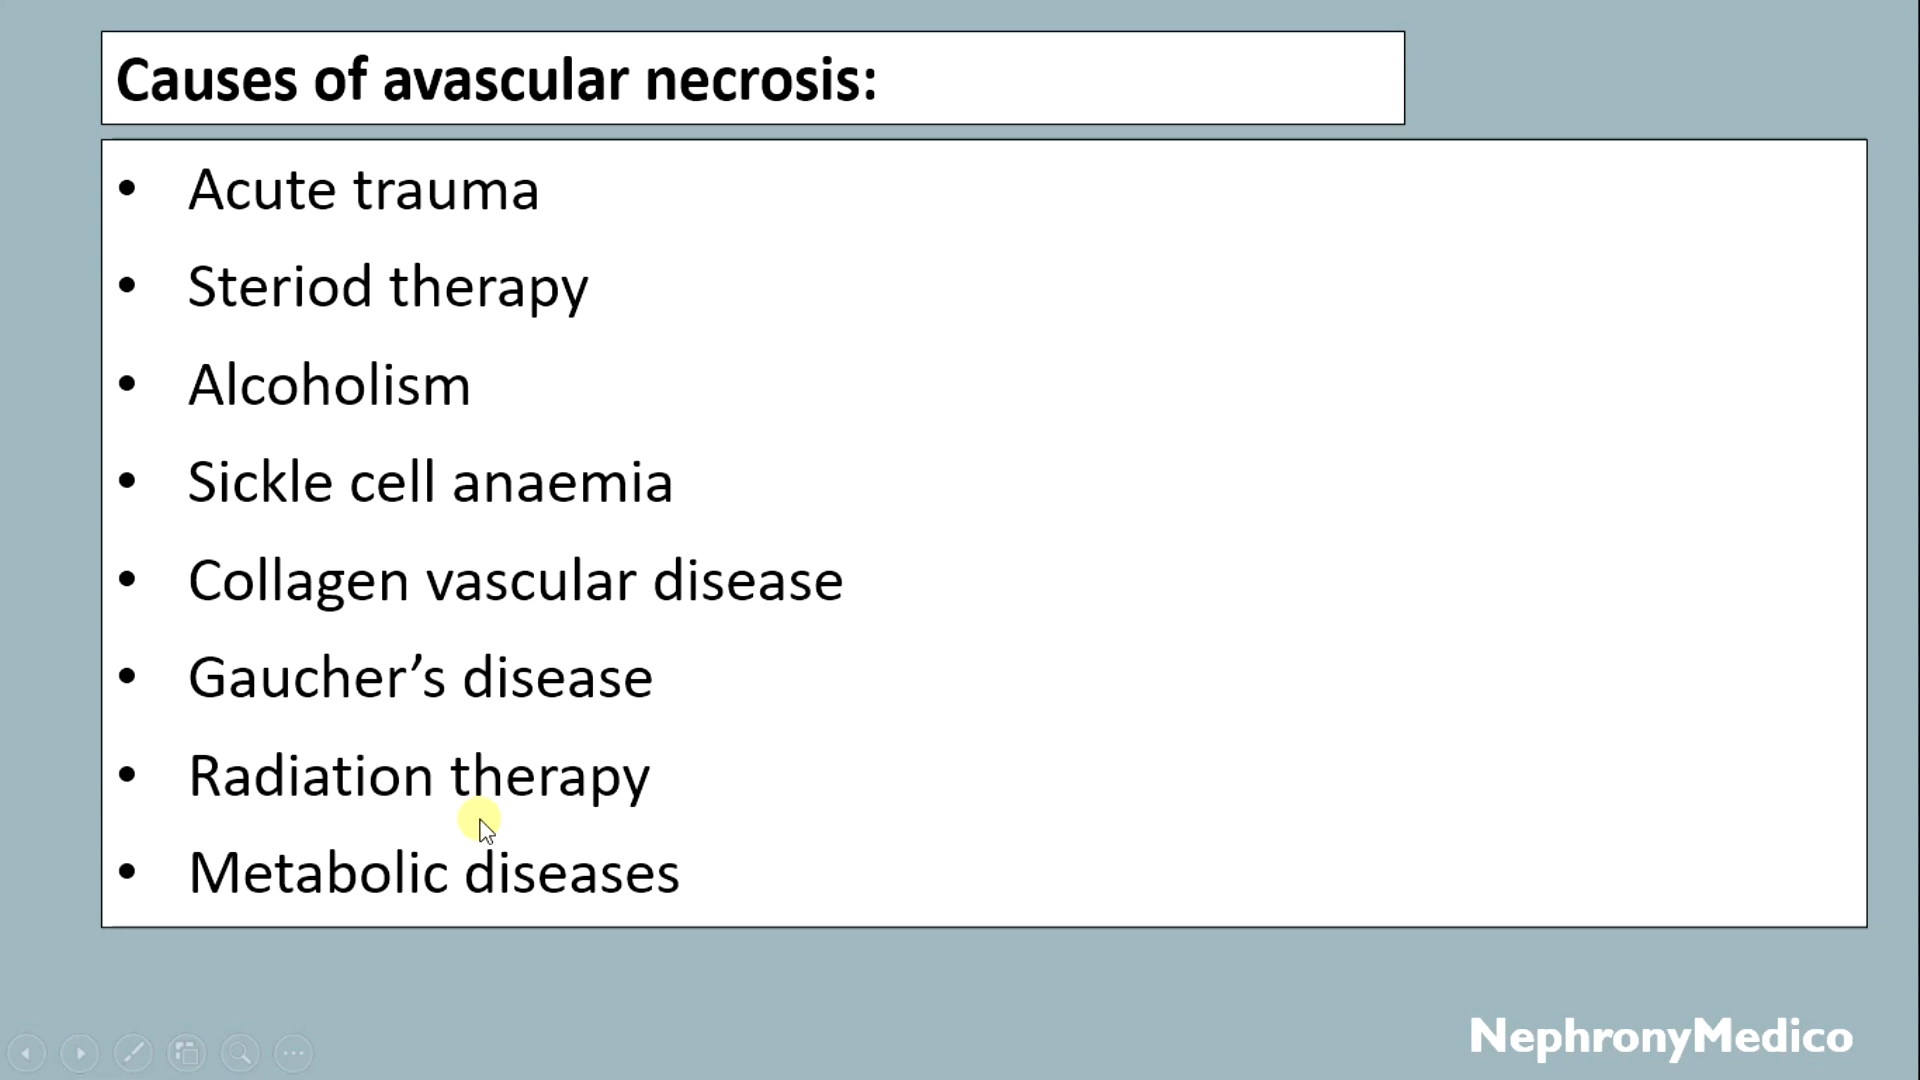 Causes of avascular necrosis:
• Acute trauma
• Steriod therapy
• Alcoholism
• Sickle cell anaemia
• Collagen vascular disease
• Gaucher’s disease
• Radiation therapy
• Metabolic diseases
NephronyMedico